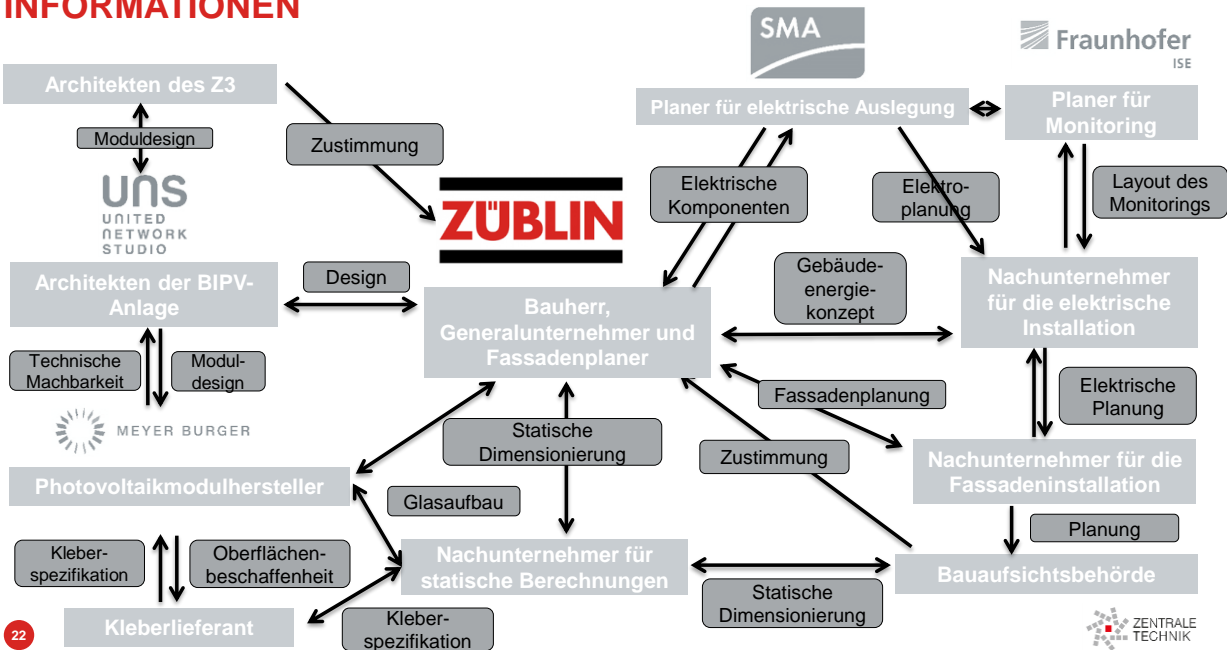 INFORMATIONEN
SMA
Fraunhofer
ISE
Architekten des Z3
Planer für elektrische Auslegung
Planer für
Monitoring
Moduldesign
Zustimmung
UNS
UNITED
NETWORK
STUDIO
ZÜBLIN
Elektrische
Komponenten
Elektro-
planung
Layout des
Monitorings
Architekten der BIPV-
Anlage
Design
Gebäude-
energie-
konzept
Nachunternehmer
für die elektrische
Installation
Bauherr,
Generalunternehmer und
Fassadenplaner
Technische
Machbarkeit
Modul-
design
Fassadenplanung
Elektrische
Planung
MEYER BURGER
Statische
Dimensionierung
Zustimmung
Nachunternehmer für die
Fassadeninstallation
Photovoltaikmodulhersteller
Glasaufbau
Planung
Kleber-
spezifikation
Oberflächen-
beschaffenheit
Nachunternehmer für
statische Berechnungen
Bauaufsichtsbehörde
Statische
Dimensionierung
Kleberlieferant
Kleber-
spezifikation
22
ZENTRALE
TECHNIK